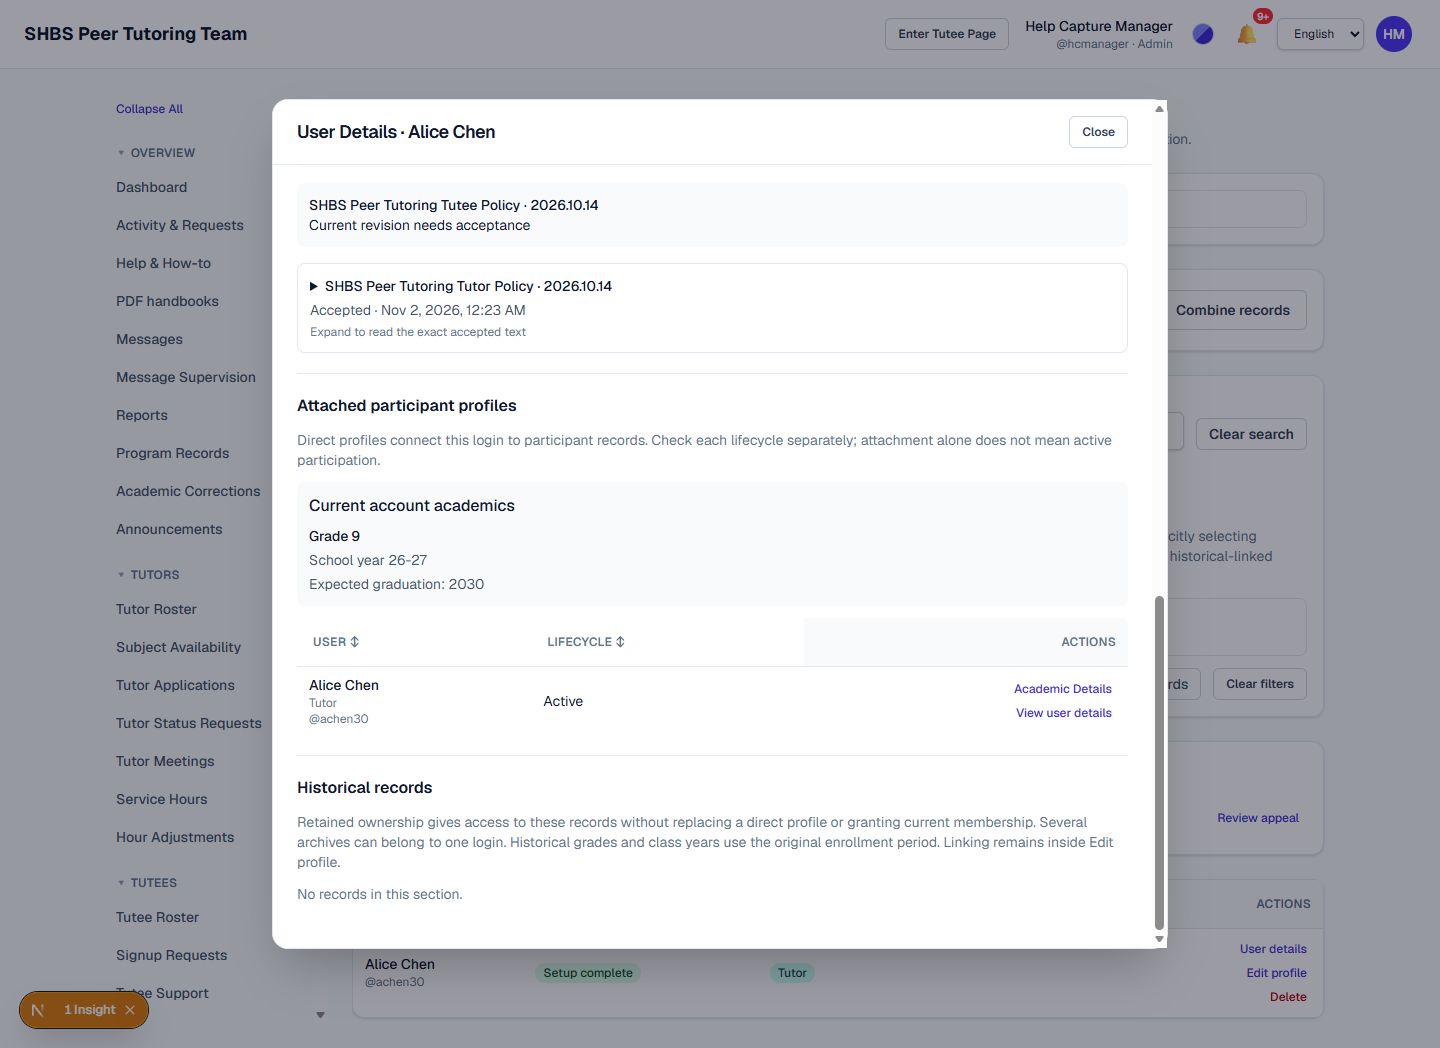 SHBS Peer Tutoring Team
Enter Tutee Page
Help Capture Manager
@hcmanager · Admin
9+
English
HM
Collapse All
OVERVIEW
Dashboard
Activity & Requests
Help & How-to
PDF handbooks
Messages
Message Supervision
Reports
Program Records
Academic Corrections
Announcements
TUTORS
Tutor Roster
Subject Availability
Tutor Applications
Tutor Status Requests
Tutor Meetings
Service Hours
Hour Adjustments
TUTEES
Tutee Roster
Signup Requests
Tutee Support
1 Insight
User Details · Alice Chen
Close
SHBS Peer Tutoring Tutee Policy · 2026.10.14
Current revision needs acceptance
SHBS Peer Tutoring Tutor Policy · 2026.10.14
Accepted · Nov 2, 2026, 12:23 AM
Expand to read the exact accepted text
Attached participant profiles
Direct profiles connect this login to participant records. Check each lifecycle separately; attachment alone does not mean active
participation.
Current account academics
Grade 9
School year 26-27
Expected graduation: 2030
USER LIFECYCLE ACTIONS
Alice Chen
Tutor
@achen30
Active
Academic Details
View user details
Historical records
Retained ownership gives access to these records without replacing a direct profile or granting current membership. Several
archives can belong to one login. Historical grades and class years use the original enrollment period. Linking remains inside Edit
profile.
No records in this section.
Combine records
Clear search
selecting
historical-linked
Clear filters
Review appeal
ACTIONS
Alice Chen
@achen30
Setup complete
Tutor
User details
Edit profile
Delete